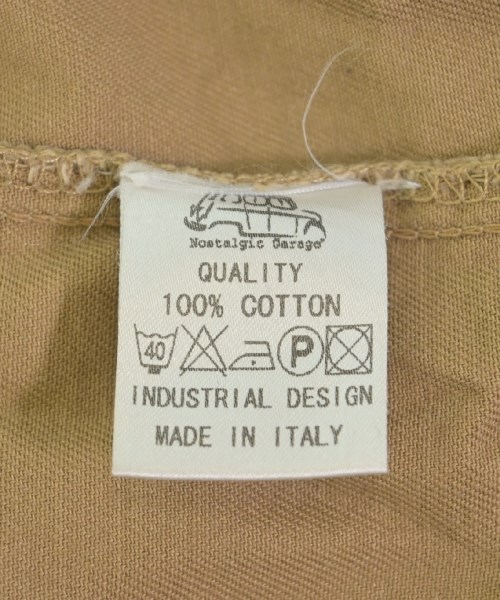 Nostalgic Garage®
QUALITY
100% COTTON
40 P
INDUSTRIAL DESIGN
MADE IN ITALY